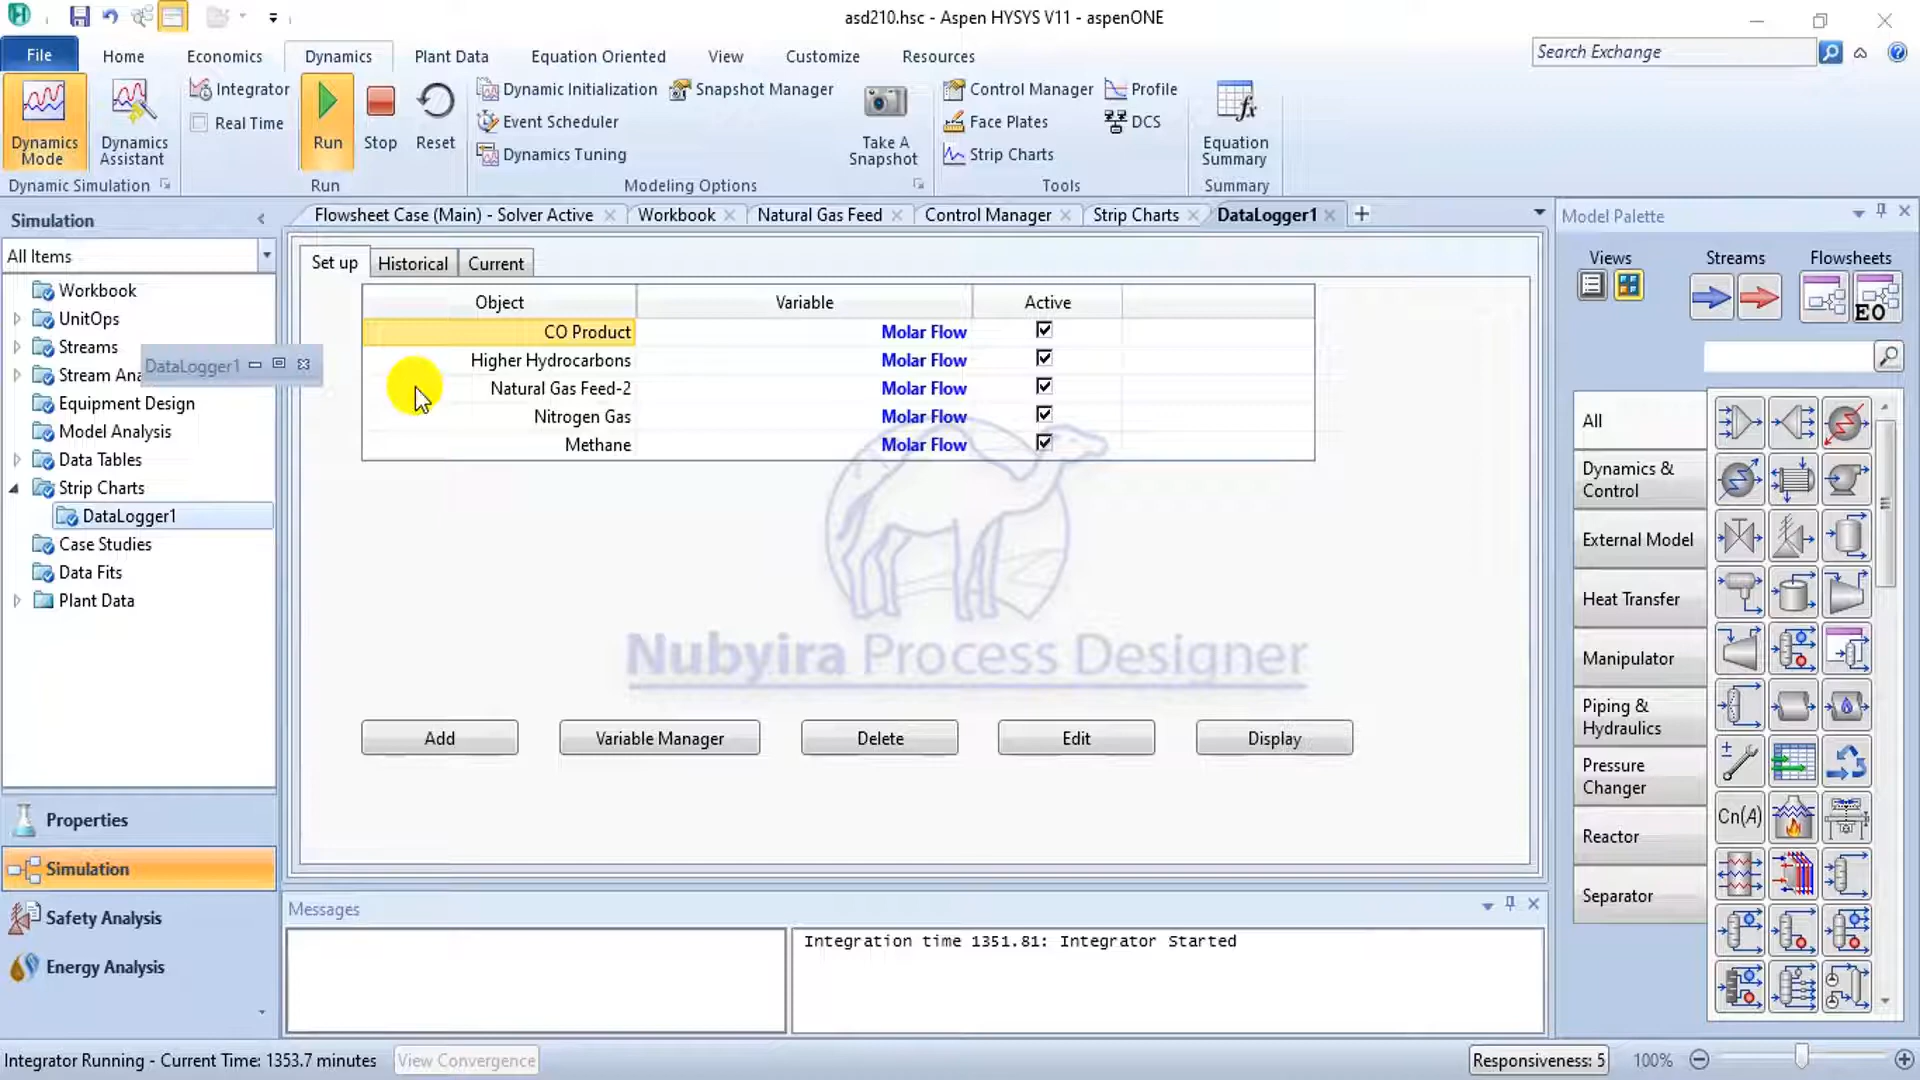 asd210.hsc - Aspen HYSYS V11 - aspenONE
File
Home
Economics
Dynamics
Plant Data
Equation Oriented
View
Customize
Resources
Search Exchange
Dynamics Mode
Dynamics Assistant
Integrator
Real Time
Run
Stop
Reset
Dynamic Initialization
Event Scheduler
Dynamics Tuning
Snapshot Manager
Take A Snapshot
Control Manager
Face Plates
Strip Charts
Profile
DCS
Equation Summary
Dynamic Simulation
Run
Modeling Options
Tools
Summary
Simulation
All Items
Workbook
UnitOps
Streams
Stream Ana
Equipment Design
Model Analysis
Data Tables
Strip Charts
DataLogger1
Case Studies
Data Fits
Plant Data
DataLogger1
Properties
Simulation
Safety Analysis
Energy Analysis
Flowsheet Case (Main) - Solver Active
Workbook
Natural Gas Feed
Control Manager
Strip Charts
DataLogger1
Set up
Historical
Current
Object Variable Active
CO Product Molar Flow
Higher Hydrocarbons Molar Flow
Natural Gas Feed-2 Molar Flow
Nitrogen Gas Molar Flow
Methane Molar Flow
Nubyira Process Designer
Add
Variable Manager
Delete
Edit
Display
Messages
Integration time 1351.81: Integrator Started
Model Palette
Views
Streams
Flowsheets
EO
All
Dynamics & Control
External Model
Heat Transfer
Manipulator
Piping & Hydraulics
Pressure Changer
Reactor
Separator
Cn(A)
Integrator Running - Current Time: 1353.7 minutes
View Convergence
Responsiveness: 5
100%